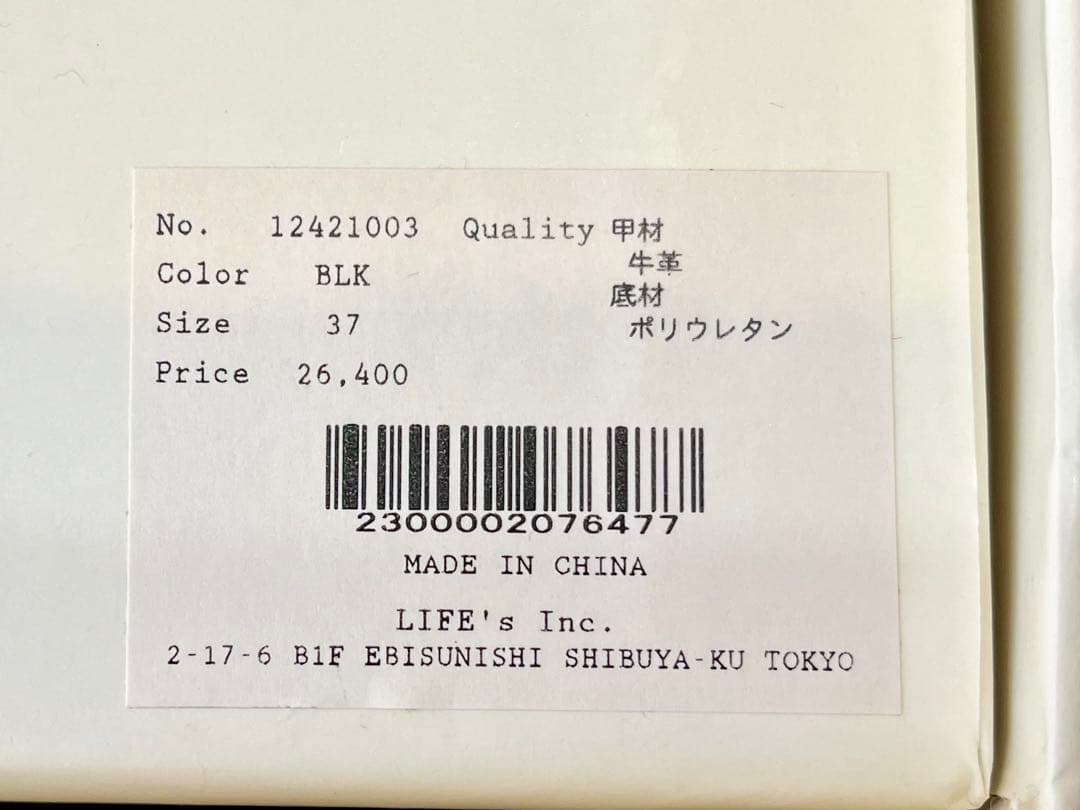 No. 12421003 Quality 甲材
牛革
Color BLK
底材
Size 37 ポリウレタン
Price 26,400
2300002076477
MADE IN CHINA
LIFE's Inc.
2-17-6 B1F EBISUNISHI SHIBUYA-KU TOKYO